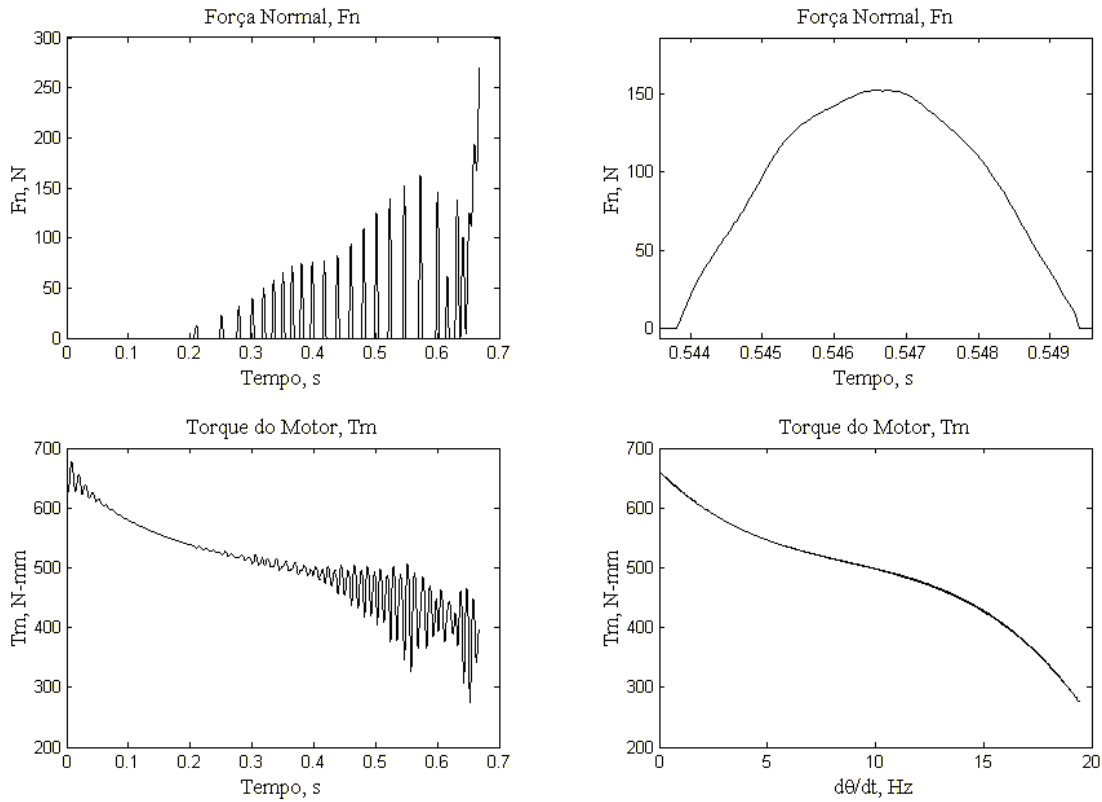 Força Normal, Fn
300
250
200
150
100
50
0
Fn, N
0 0.1 0.2 0.3 0.4 0.5 0.6 0.7
Tempo, s
Força Normal, Fn
150
100
50
0
Fn, N
0.544 0.545 0.546 0.547 0.548 0.549
Tempo, s
Torque do Motor, Tm
700
600
500
400
300
200
Tm, N-mm
0 0.1 0.2 0.3 0.4 0.5 0.6 0.7
Tempo, s
Torque do Motor, Tm
700
600
500
400
300
200
Tm, N-mm
0 5 10 15 20
dθ/dt, Hz